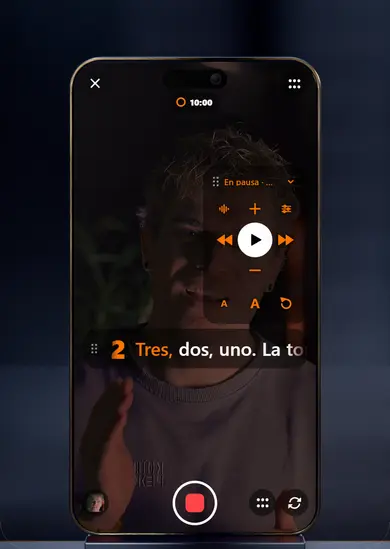 10:00
En pausa · ...
A A
2 Tres, dos, uno. La to